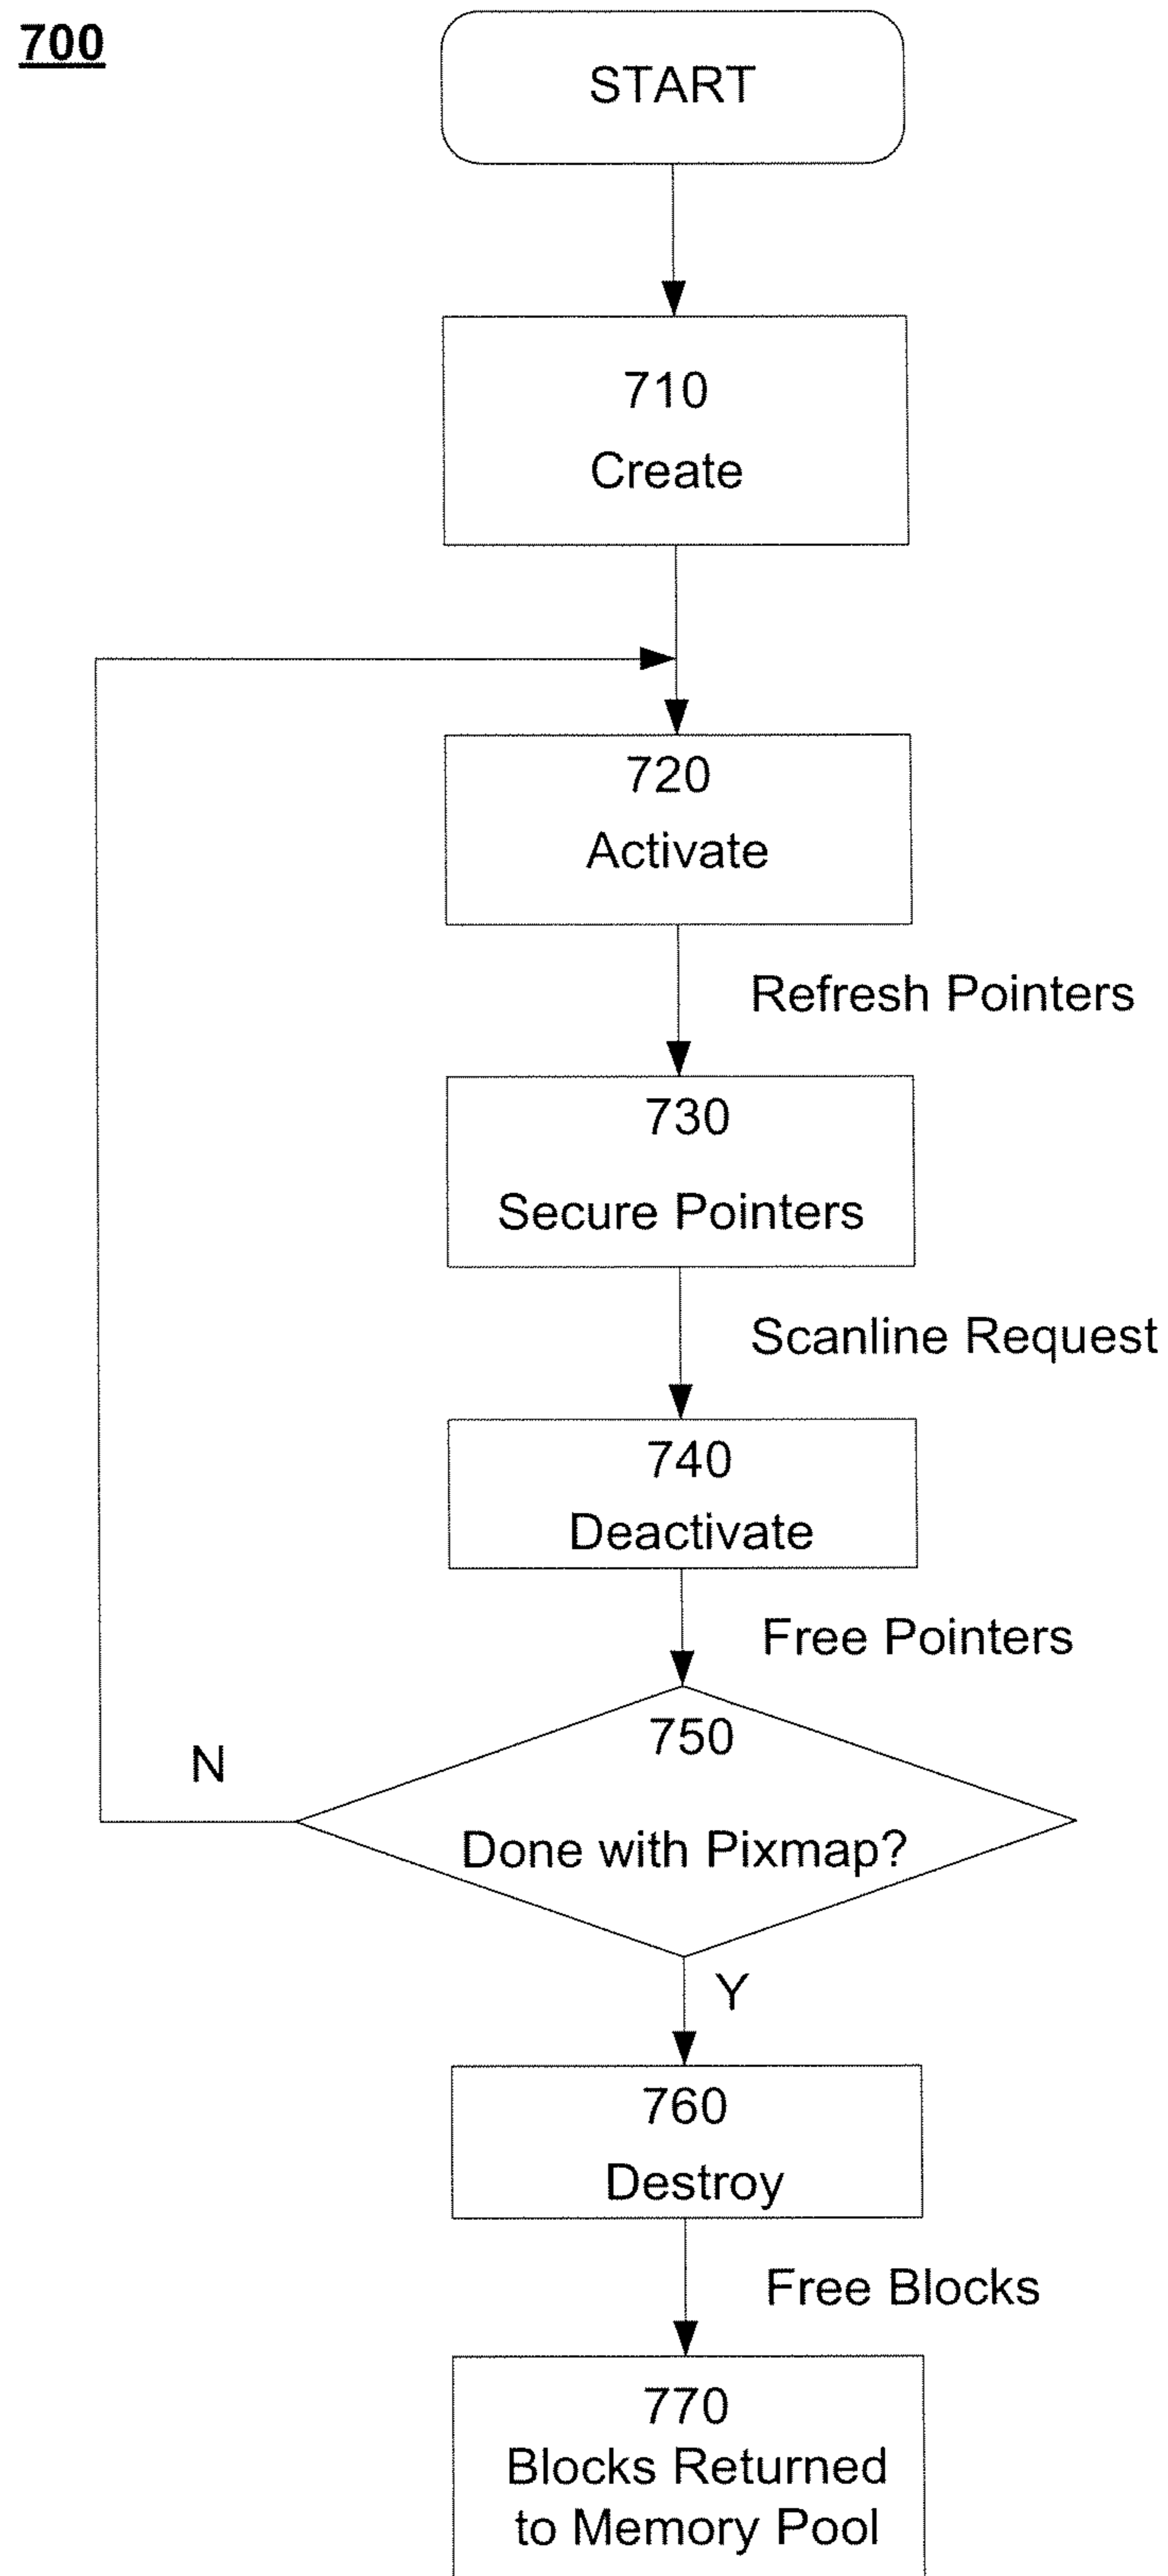 700
START
710
Create
720
Activate
Refresh Pointers
730
Secure Pointers
Scanline Request
740
Deactivate
Free Pointers
750
N
Done with Pixmap?
Y
760
Destroy
Free Blocks
770
Blocks Returned
to Memory Pool